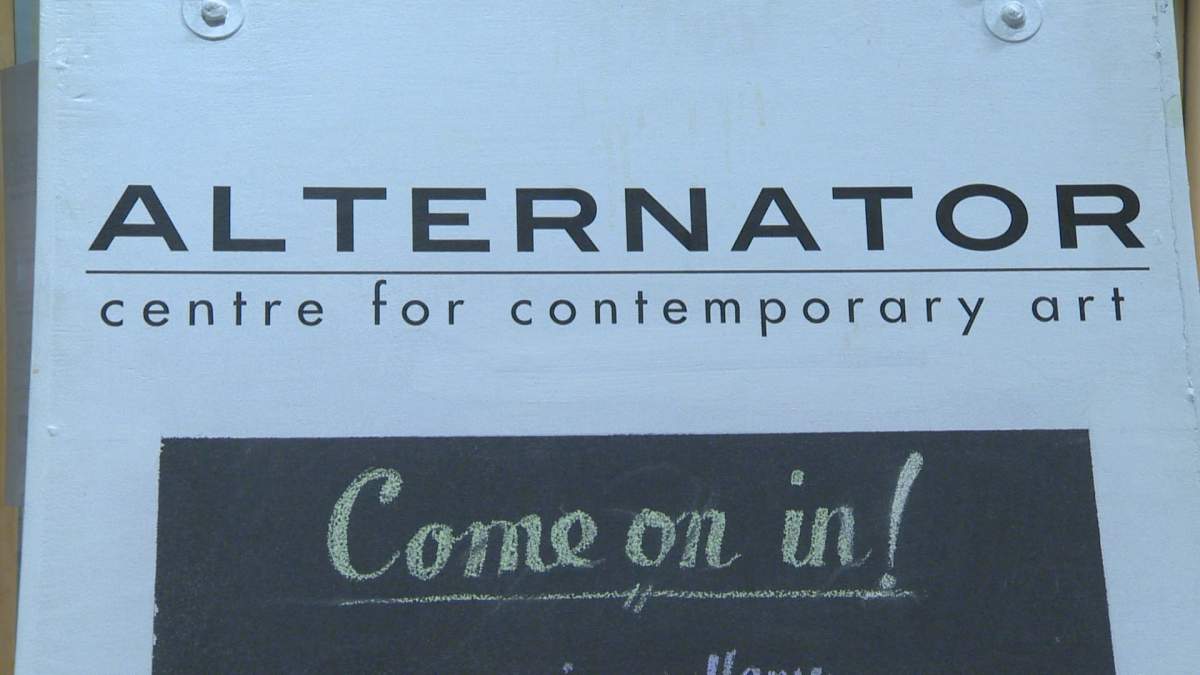 ALTERNATOR
centre for contemporary art
Come on in!